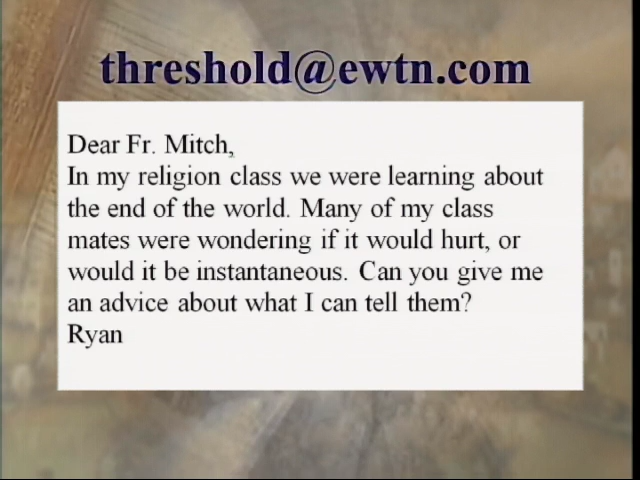 threshold@ewtn.com
Dear Fr. Mitch,
In my religion class we were learning about
the end of the world. Many of my class
mates were wondering if it would hurt, or
would it be instantaneous. Can you give me
an advice about what I can tell them?
Ryan